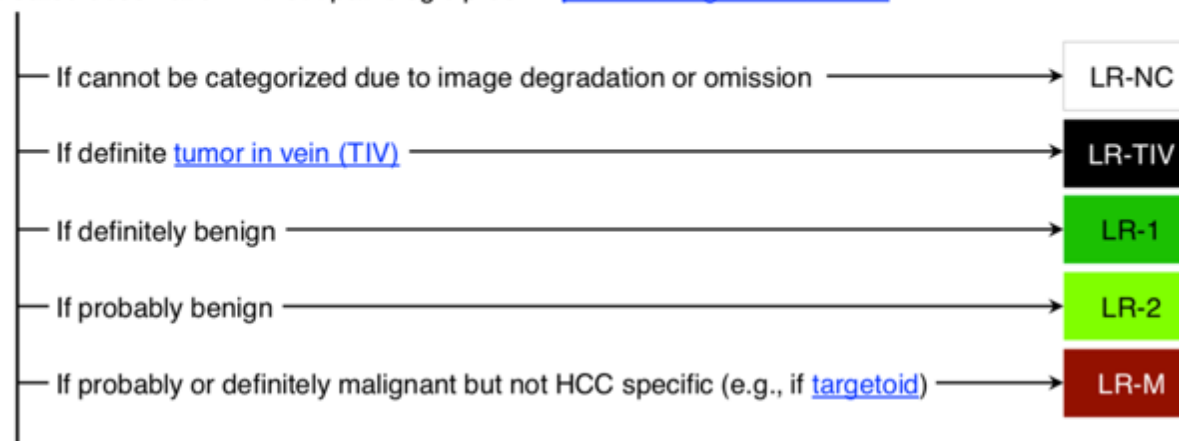 If cannot be categorized due to image degradation or omission LR-NC
If definite tumor in vein (TIV) LR-TIV
If definitely benign LR-1
If probably benign LR-2
If probably or definitely malignant but not HCC specific (e.g., if targetoid) LR-M